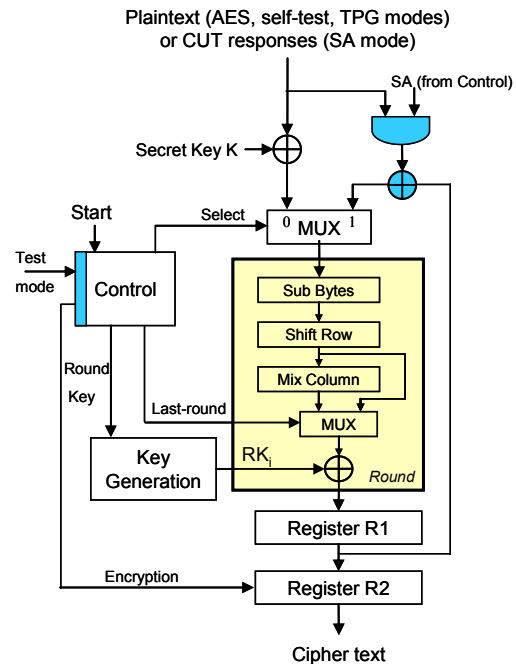 Plaintext (AES, self-test, TPG modes)
or CUT responses (SA mode)
SA (from Control)
Secret Key K
Start
Select
0 MUX 1
Test
mode
Control
Sub Bytes
Shift Row
Round
Key
Mix Column
Last-round
MUX
Key
Generation
RKi
Round
Register R1
Encryption
Register R2
Cipher text